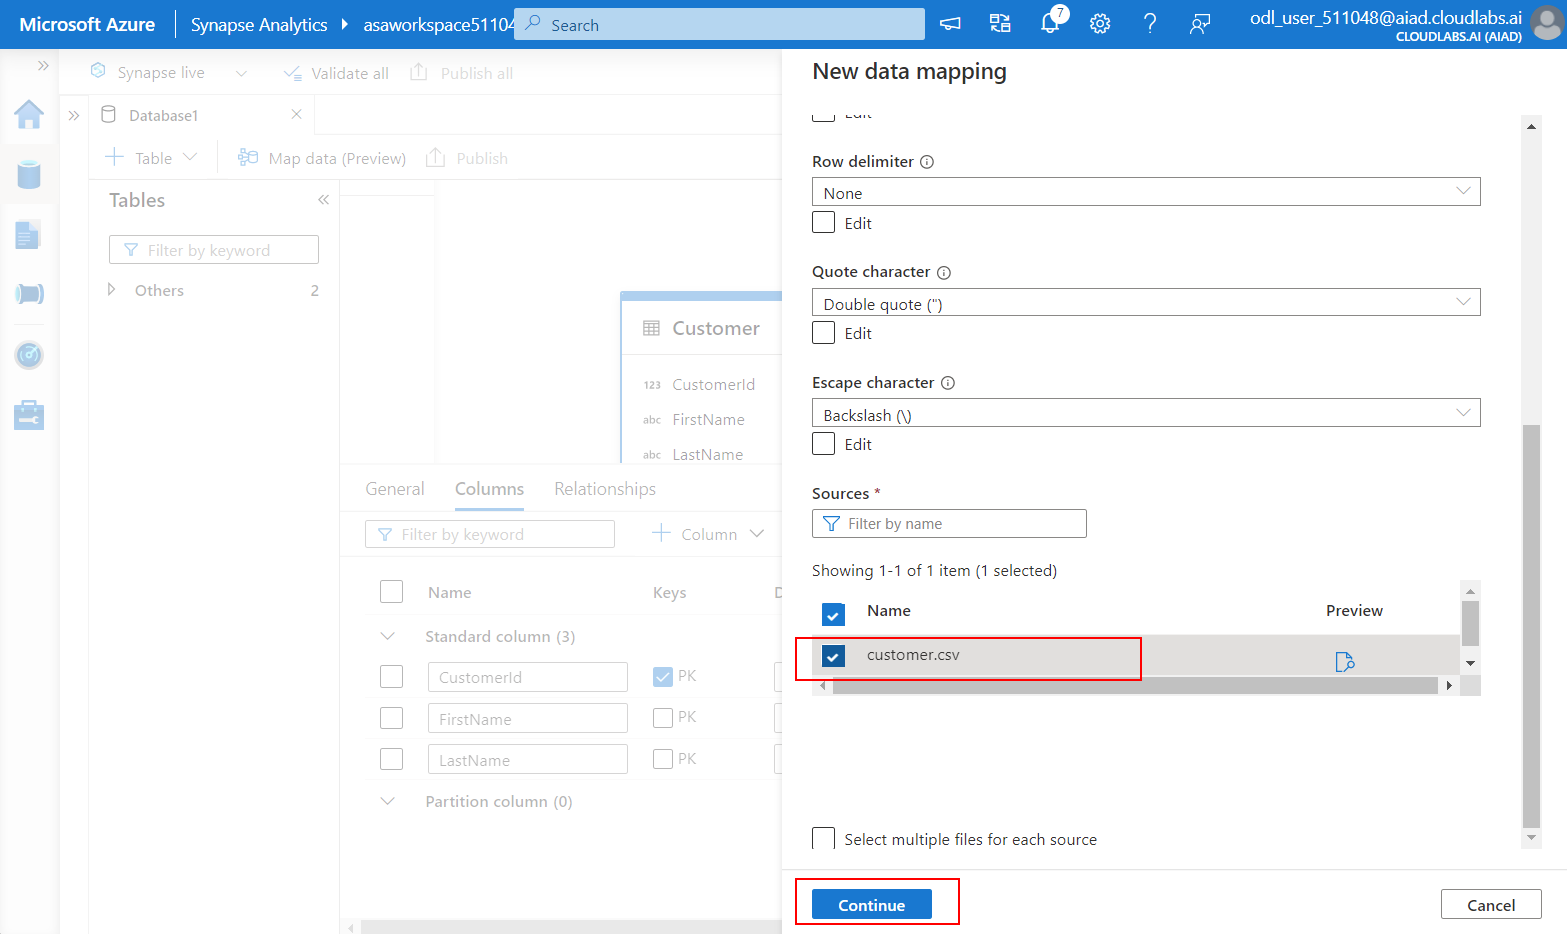 Microsoft Azure
Synapse Analytics
asaworkspace51104
Search
7
odl_user_511048@aiad.cloudlabs.ai
CLOUDLABS.AI (AIAD)
Synapse live
Validate all
Publish all
Database1
Table
Map data (Preview)
Publish
Tables
Filter by keyword
Others 2
Customer
123 CustomerId
abc FirstName
abc LastName
General Columns Relationships
Filter by keyword
Column
Name Keys D
Standard column (3)
CustomerId PK
FirstName PK
LastName PK
Partition column (0)
New data mapping
Edit
Row delimiter
None
Edit
Quote character
Double quote (")
Edit
Escape character
Backslash (\)
Edit
Sources *
Filter by name
Showing 1-1 of 1 item (1 selected)
Name Preview
customer.csv
Select multiple files for each source
Continue
Cancel